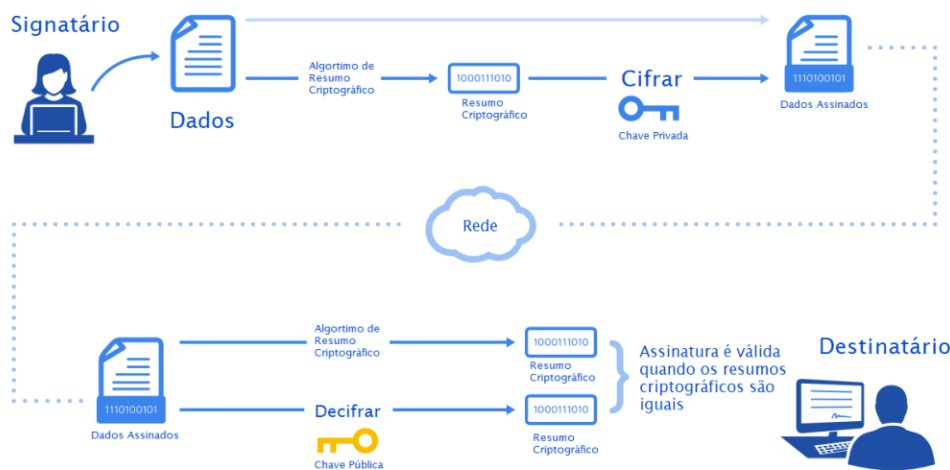 Signatário
Dados
Algortimo de
Resumo
Criptográfico
1000111010
Resumo
Criptográfico
Cifrar
Chave Privada
1110100101
Dados Assinados
Rede
1110100101
Dados Assinados
Algortimo de
Resumo
Criptográfico
1000111010
Resumo
Criptográfico
Decifrar
Chave Pública
1000111010
Resumo
Criptográfico
Assinatura é válida
quando os resumos
criptográficos são
iguais
Destinatário